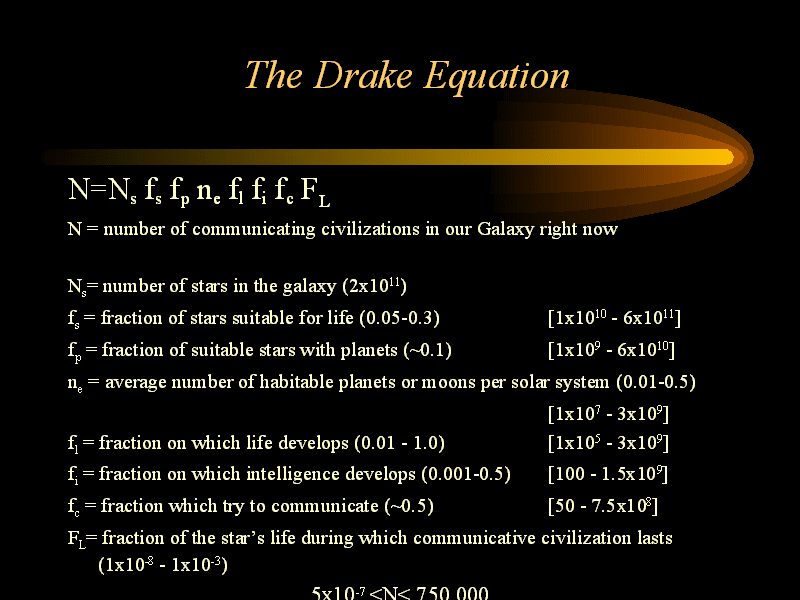 The Drake Equation
N=Nₛ fₛ fₚ nₑ fₗ fᵢ f꜀ F_L
N = number of communicating civilizations in our Galaxy right now
Nₛ= number of stars in the galaxy (2x10¹¹)
fₛ = fraction of stars suitable for life (0.05-0.3) [1x10¹⁰ - 6x10¹¹]
fₚ = fraction of suitable stars with planets (~0.1) [1x10⁹ - 6x10¹⁰]
nₑ = average number of habitable planets or moons per solar system (0.01-0.5)
[1x10⁷ - 3x10⁹]
fₗ = fraction on which life develops (0.01 - 1.0) [1x10⁵ - 3x10⁹]
fᵢ = fraction on which intelligence develops (0.001-0.5) [100 - 1.5x10⁹]
f꜀ = fraction which try to communicate (~0.5) [50 - 7.5x10⁸]
F_L= fraction of the star’s life during which communicative civilization lasts
(1x10⁻⁸ - 1x10⁻³)
5x10⁻⁷ <N< 750,000